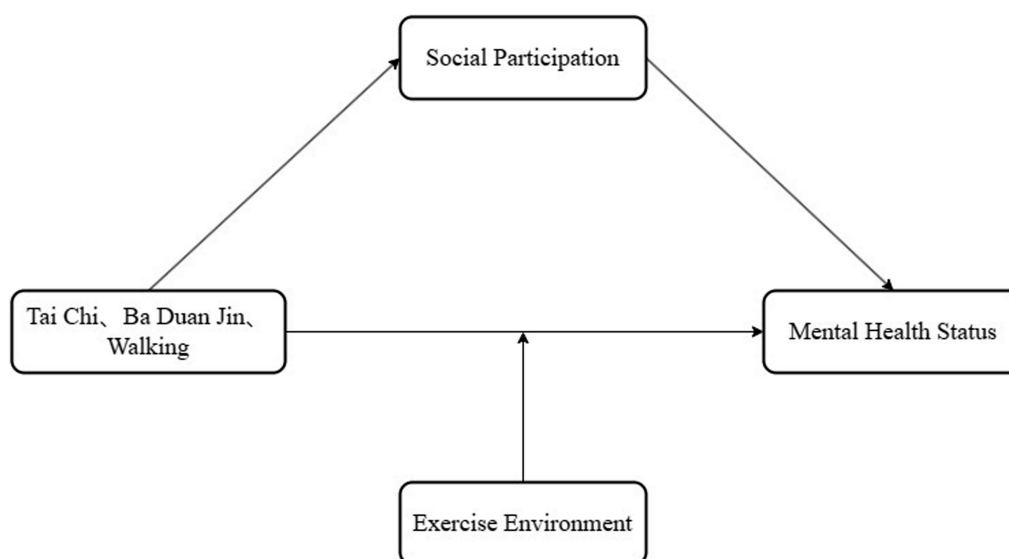 Social Participation
Tai Chi、Ba Duan Jin、
Walking
Mental Health Status
Exercise Environment